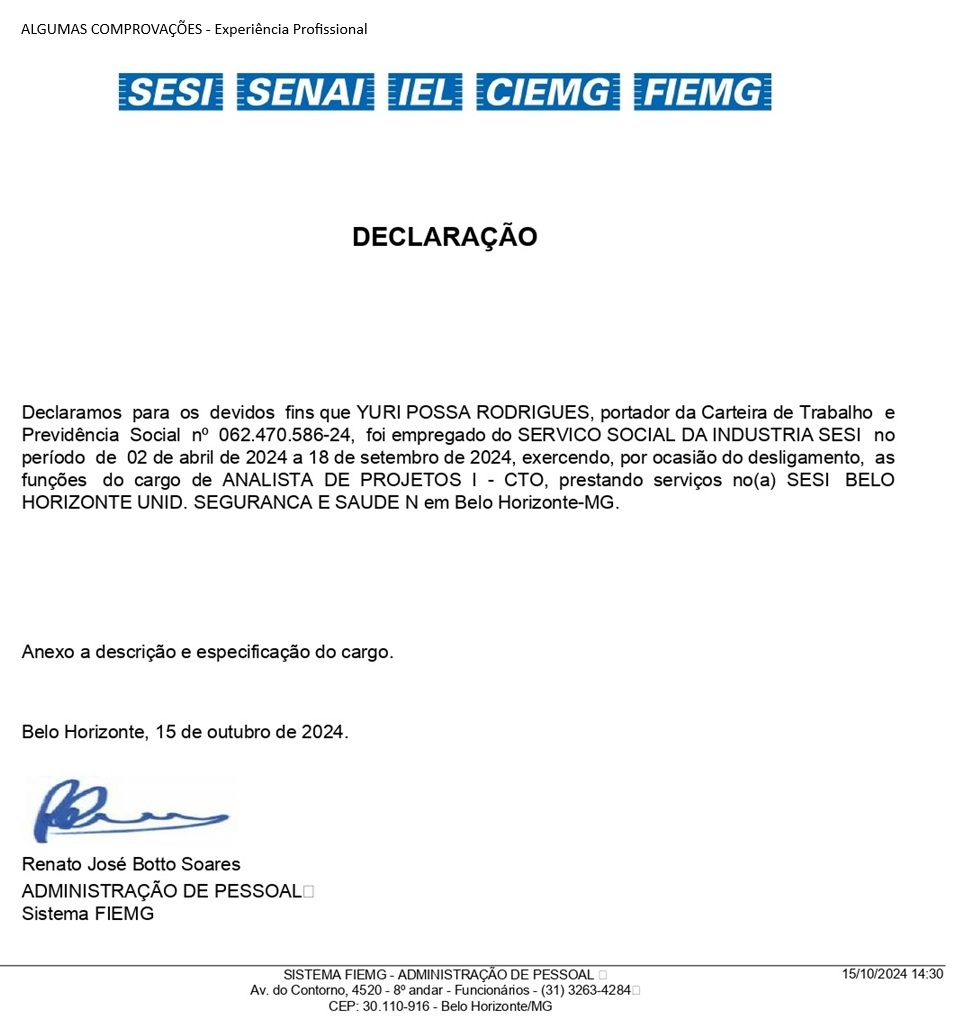 ALGUMAS COMPROVAÇÕES - Experiência Profissional
SESI SENAI IEL CIEMG FIEMG
DECLARAÇÃO
Declaramos para os devidos fins que YURI POSSA RODRIGUES, portador da Carteira de Trabalho e
Previdência Social nº 062.470.586-24, foi empregado do SERVICO SOCIAL DA INDUSTRIA SESI no
período de 02 de abril de 2024 a 18 de setembro de 2024, exercendo, por ocasião do desligamento, as
funções do cargo de ANALISTA DE PROJETOS I - CTO, prestando serviços no(a) SESI BELO
HORIZONTE UNID. SEGURANCA E SAUDE N em Belo Horizonte-MG.
Anexo a descrição e especificação do cargo.
Belo Horizonte, 15 de outubro de 2024.
Renato José Botto Soares
ADMINISTRAÇÃO DE PESSOAL
Sistema FIEMG
SISTEMA FIEMG - ADMINISTRAÇÃO DE PESSOAL
15/10/2024 14:30
Av. do Contorno, 4520 - 8º andar - Funcionários - (31) 3263-4284
CEP: 30.110-916 - Belo Horizonte/MG